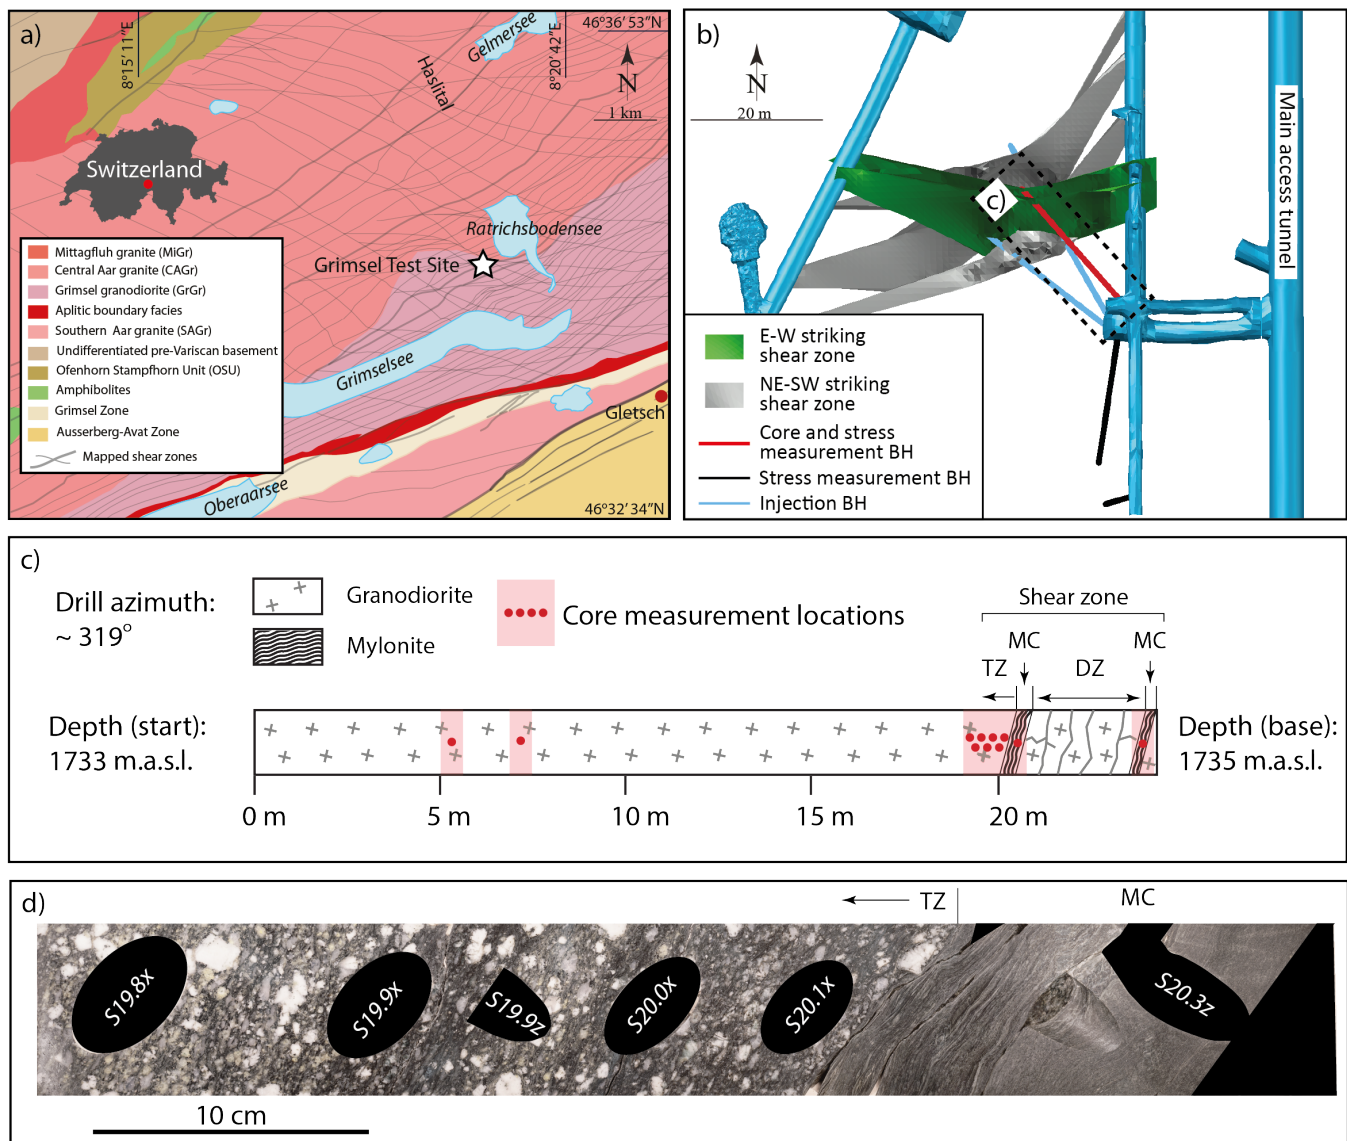 a)
8°15'11"E
Gelmersee
8°20'42"E
46°36'53"N
N
1 km
Haslital
Switzerland
Ratrichsbodensee
Grimsel Test Site
Mittagfluh granite (MiGr)
Central Aar granite (CAGr)
Grimsel granodiorite (GrGr)
Aplitic boundary facies
Southern Aar granite (SAGr)
Undifferentiated pre-Variscan basement
Ofenhorn Stampfhorn Unit (OSU)
Amphibolites
Grimsel Zone
Ausserberg-Avat Zone
Mapped shear zones
Grimselsee
Gletsch
Oberaarsee
46°32'34"N
b)
N
20 m
c)
Main access tunnel
E-W striking
shear zone
NE-SW striking
shear zone
Core and stress
measurement BH
Stress measurement BH
Injection BH
c)
Drill azimuth:
~ 319°
Granodiorite
Mylonite
Core measurement locations
Shear zone
MC
MC
TZ
DZ
Depth (start):
1733 m.a.s.l.
Depth (base):
1735 m.a.s.l.
0 m
5 m
10 m
15 m
20 m
d)
TZ
MC
S19.8x
S19.9x
S19.9z
S20.0x
S20.1x
S20.3z
10 cm